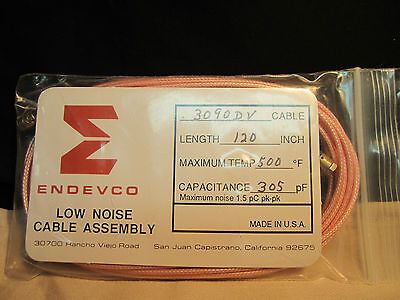 ENDEVCO
LOW NOISE
CABLE ASSEMBLY
3090DV CABLE
LENGTH 120 INCH
MAXIMUM TEMP 500 °F
CAPACITANCE 305 pF
Maximum noise 1.5 pC pk-pk
MADE IN U.S.A.
30700 Rancho Viejo Road San Juan Capistrano, California 92675